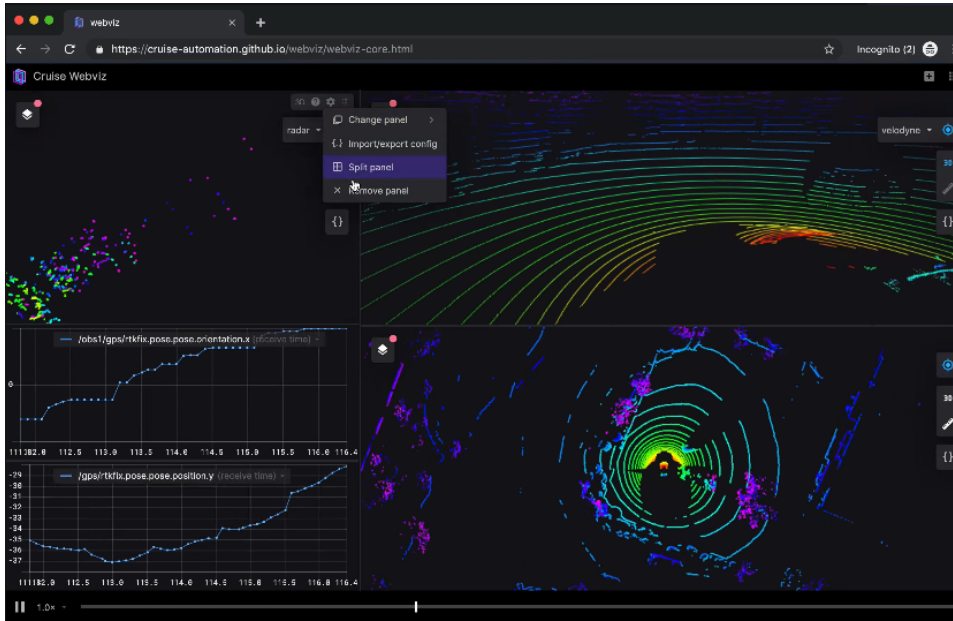 webviz
https://cruise-automation.github.io/webviz/webviz-core.html
Incognito (2)
Cruise Webviz
radar
Change panel
Import/export config
Split panel
Remove panel
{}
velodyne
30
{}
/obs1/gps/rtkfix.pose.pose.orientation.x (receive time)
0
112.5 113.0 113.5 114.0 114.5 115.0 115.5 116.0 116.4
30
{}
/gps/rtkfix.pose.pose.position.y (receive time)
-29
-30
-31
-32
-33
-34
-35
-36
-37
112.5 113.0 113.5 114.0 114.5 115.0 115.5 116.0 116.4
1.0×